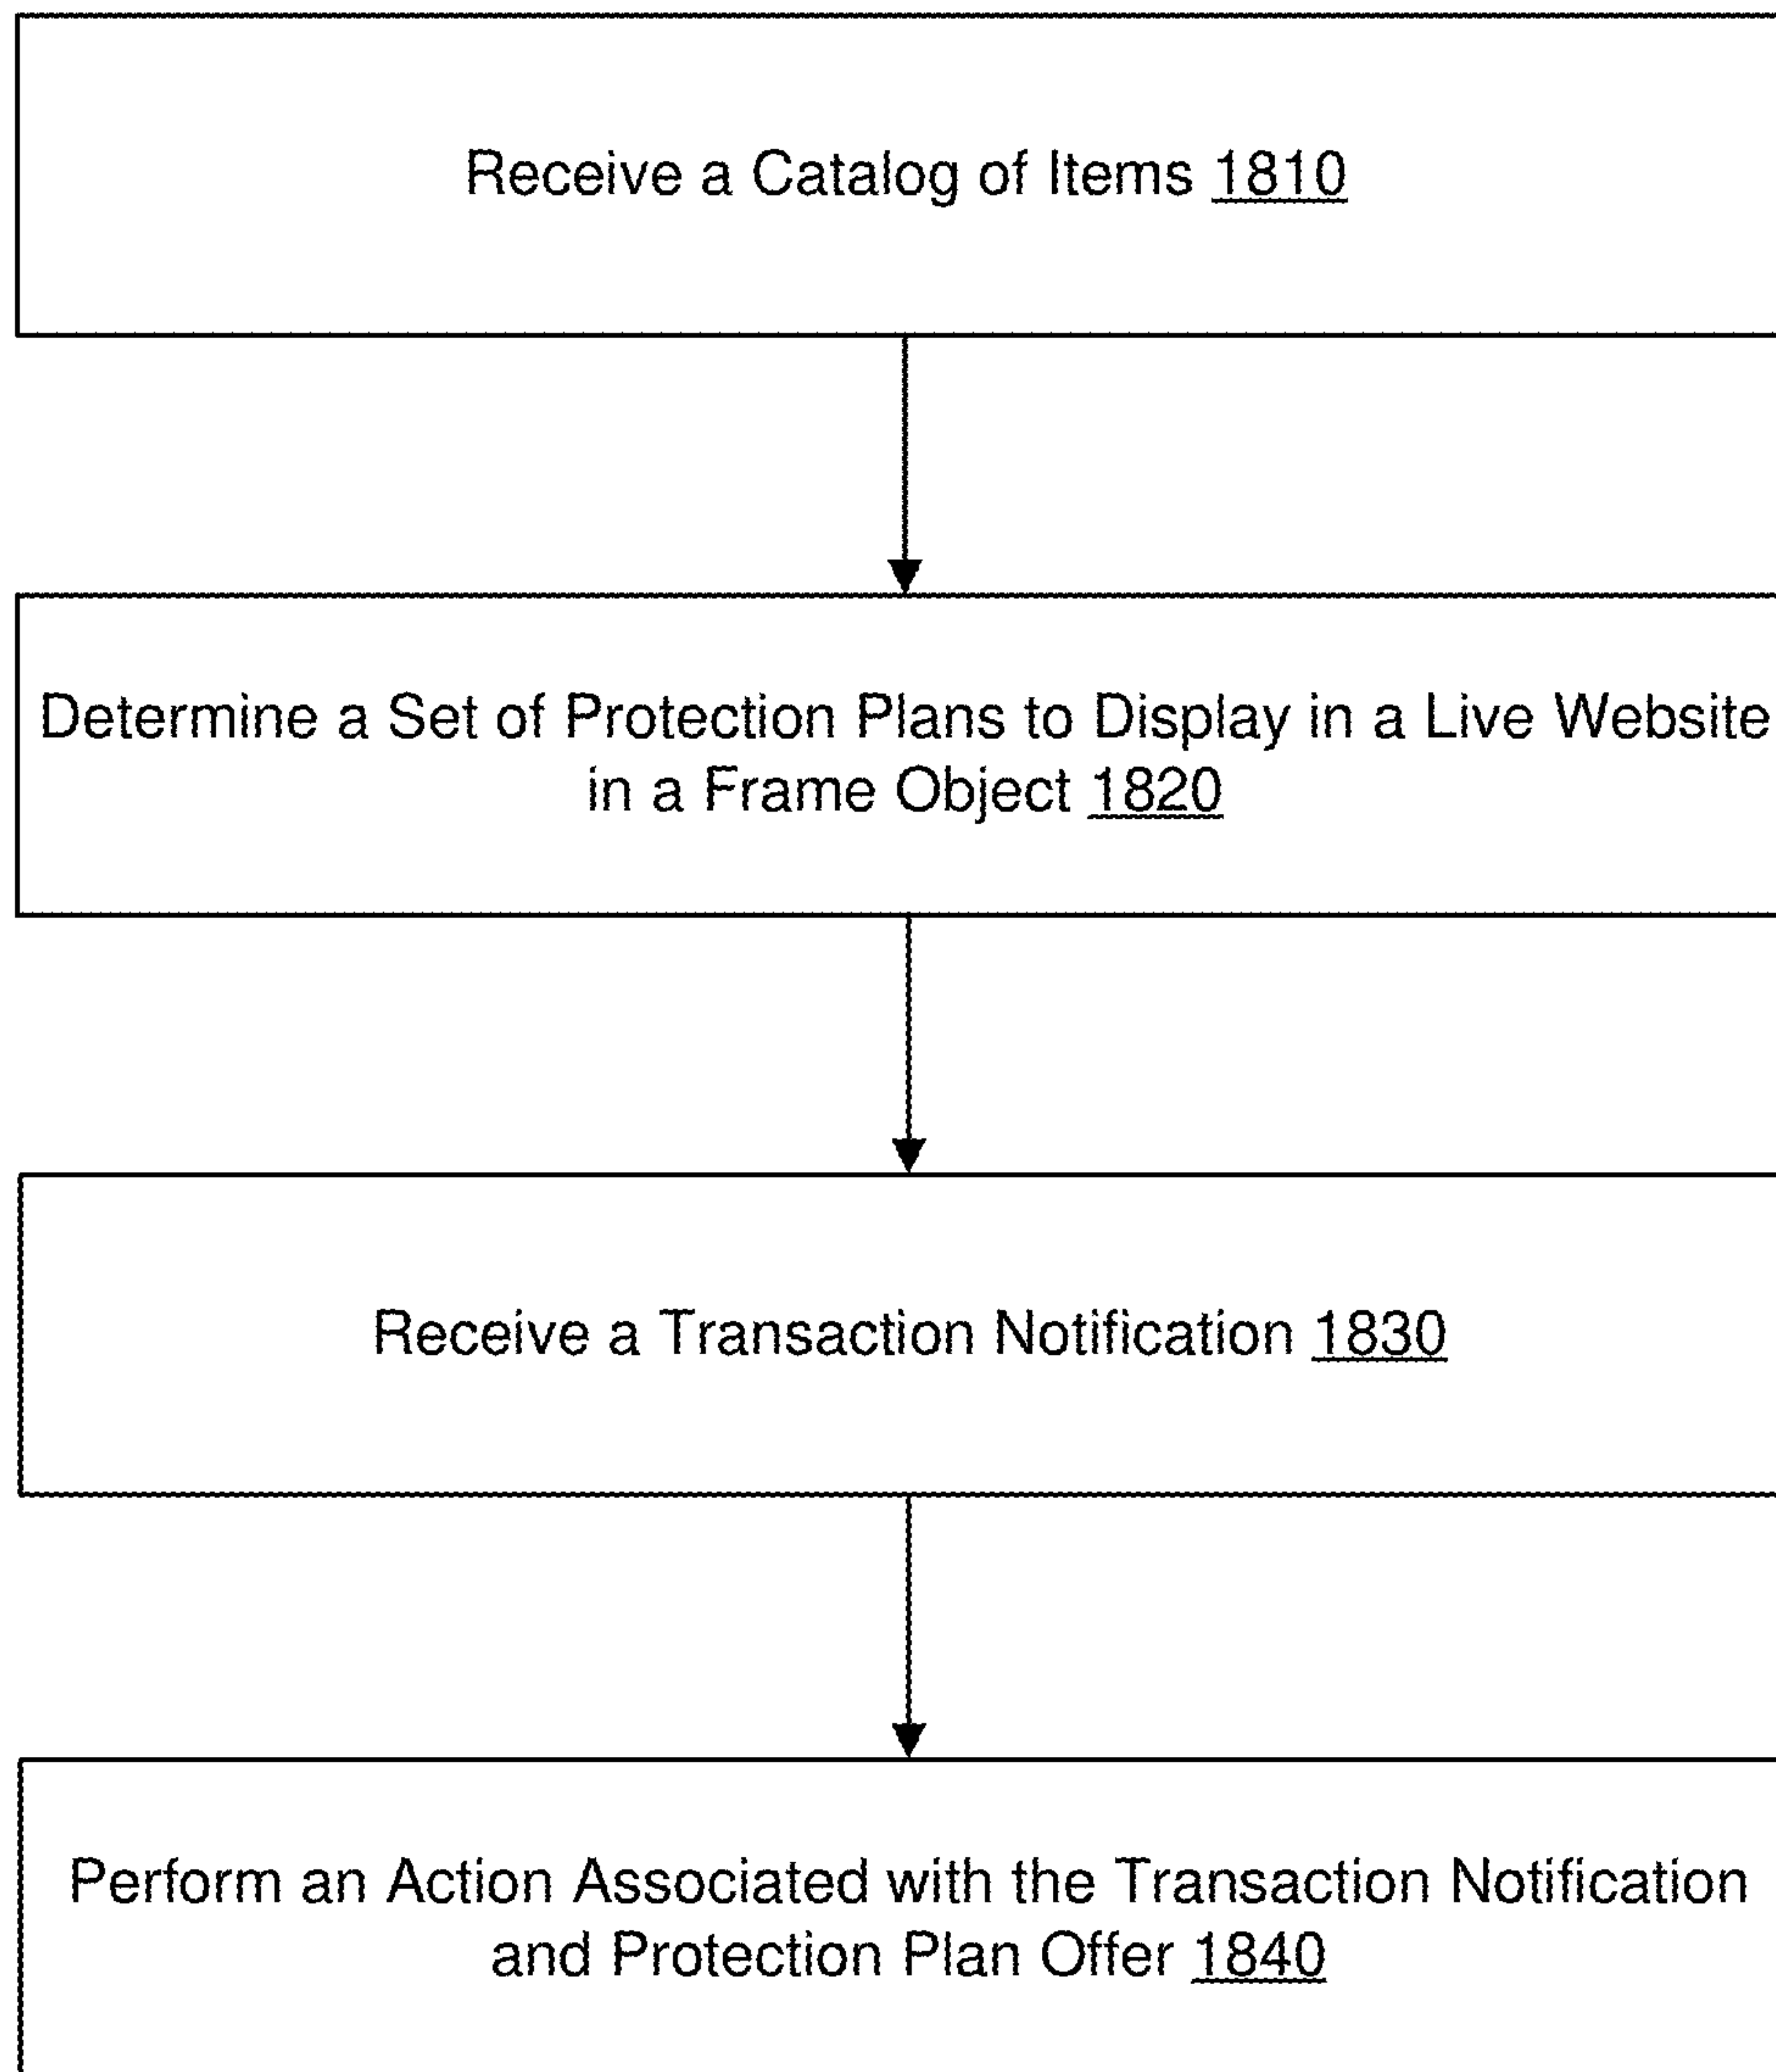 Receive a Catalog of Items 1810
Determine a Set of Protection Plans to Display in a Live Website
in a Frame Object 1820
Receive a Transaction Notification 1830
Perform an Action Associated with the Transaction Notification
and Protection Plan Offer 1840